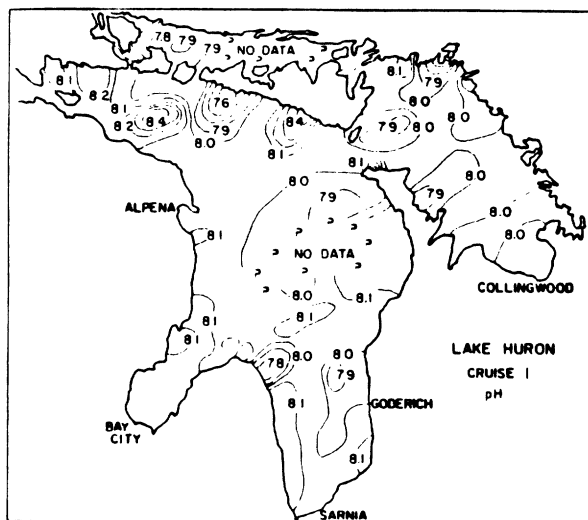 7.8 7.9 7.9 NO DATA
8.1 8.2 8.1 8.2 8.4 7.6 7.9 8.0 8.4 8.1
8.1 7.9 8.0 7.9 8.0
8.1 8.0 7.9
8.0 7.9
8.0 8.0
ALPENA
8.1
NO DATA
8.0 8.1
COLLINGWOOD
8.1 8.1 8.1
7.8 8.0 8.0 7.9
LAKE HURON
CRUISE I
pH
8.1
GODERICH
BAY
CITY
8.1
SARNIA